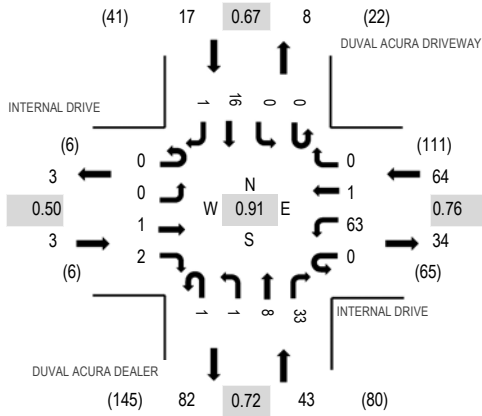 (41) 17 0.67 8 (22)
DUVAL ACURA DRIVEWAY
1 16 0 0
INTERNAL DRIVE
(6) 0 0 (111)
3 0 N 1 64
0.50 W 0.91 E 0.76
3 1 S 63 34
(6) 2 0 (65)
1 1 8 33
INTERNAL DRIVE
DUVAL ACURA DEALER
(145) 82 0.72 43 (80)